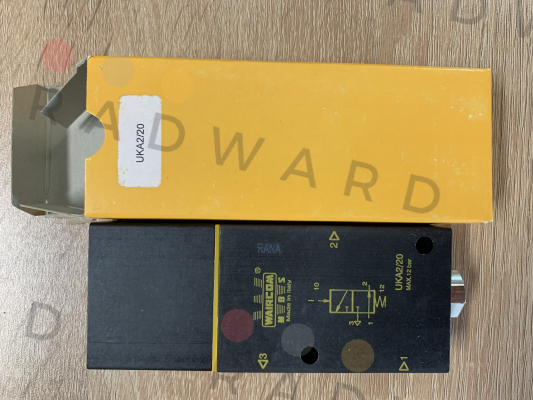 UKA2/20
RADWARD
RANA
2
UKA2/20
MAX.12 bar
WAIRCOM
M B S
Made in Italy
®
10
2
12
3
1
3
1